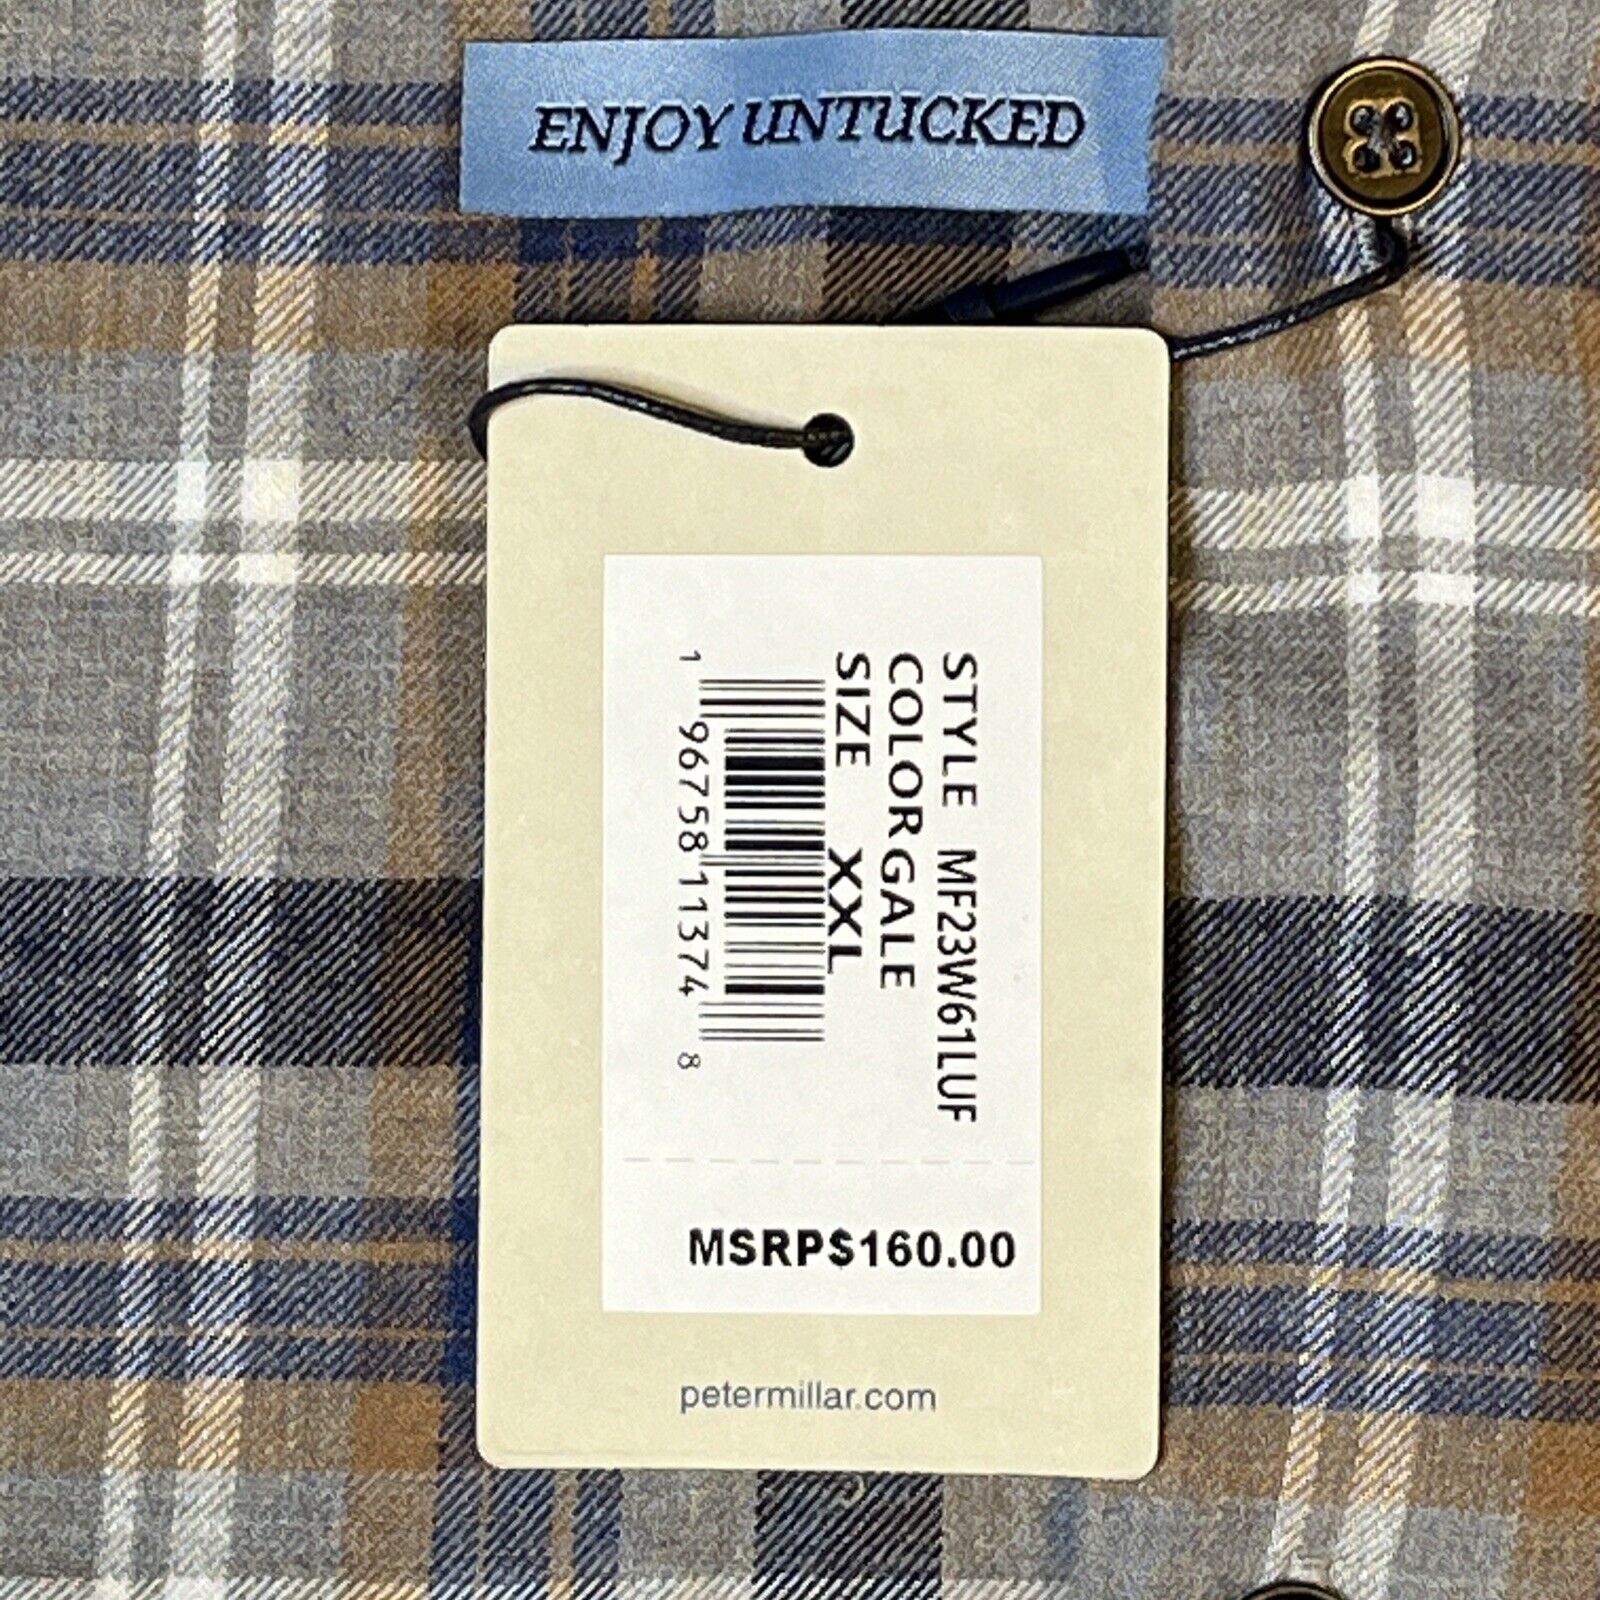 ENJOY UNTUCKED
STYLE MF23W61LUF
COLOR GALE
SIZE XXL
1 96758 11374 8
MSRP$160.00
petermillar.com